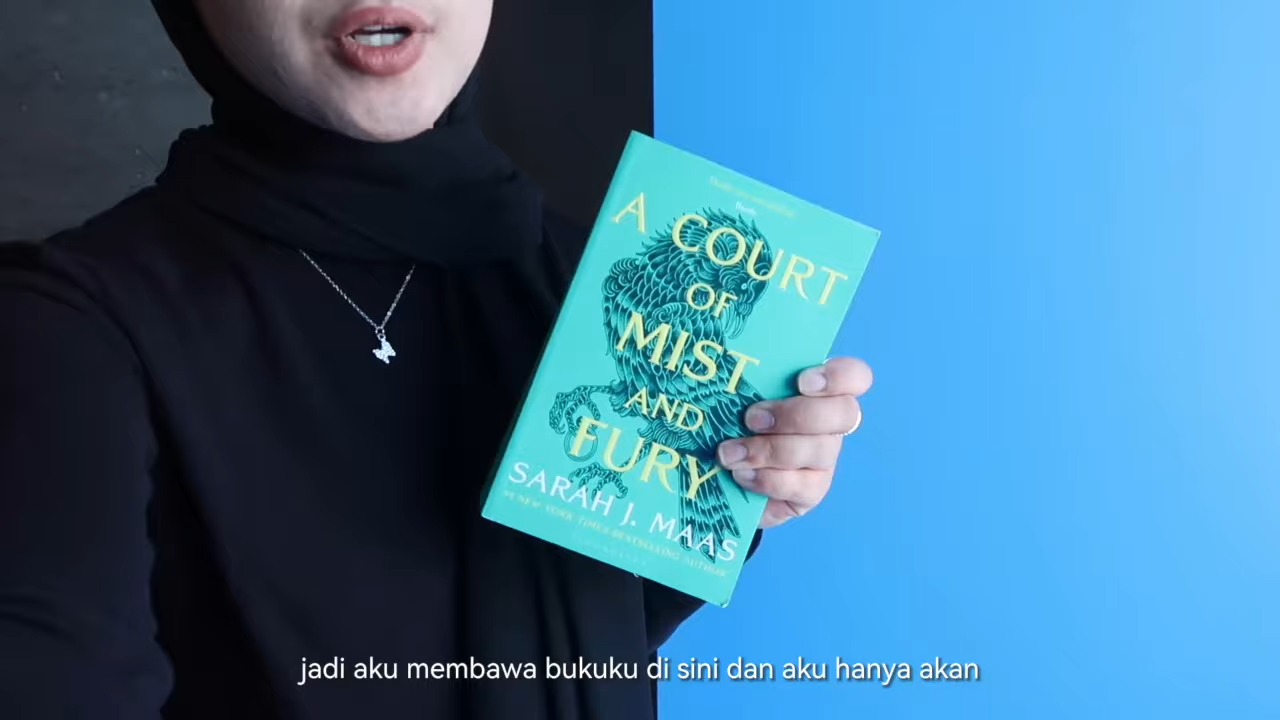 A COURT
OF
MIST
AND
FURY
SARAH J. MAAS
#1 NEW YORK TIMES BESTSELLING AUTHOR
jadi aku membawa bukuku di sini dan aku hanya akan